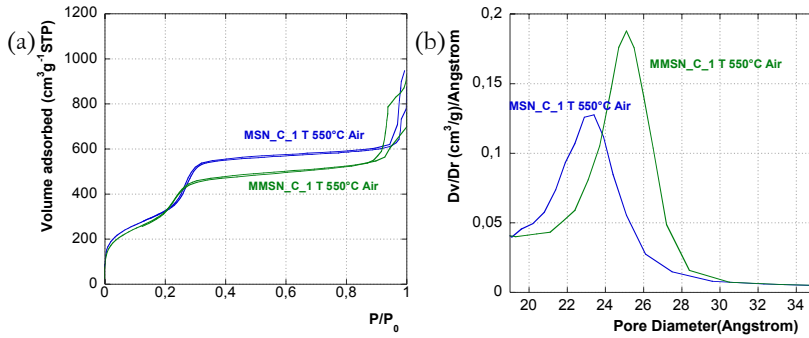 (a)
Volume adsorbed (cm³g⁻¹STP)
1200
1000
800
600
400
200
0
MSN_C_1 T 550°C Air
MMSN_C_1 T 550°C Air
0 0,2 0,4 0,6 0,8 1
P/P₀
(b)
Dv/Dr (cm³/g)/Angstrom
0,2
0,15
0,1
0,05
0
MMSN_C_1 T 550°C Air
MSN_C_1 T 550°C Air
20 22 24 26 28 30 32 34
Pore Diameter(Angstrom)